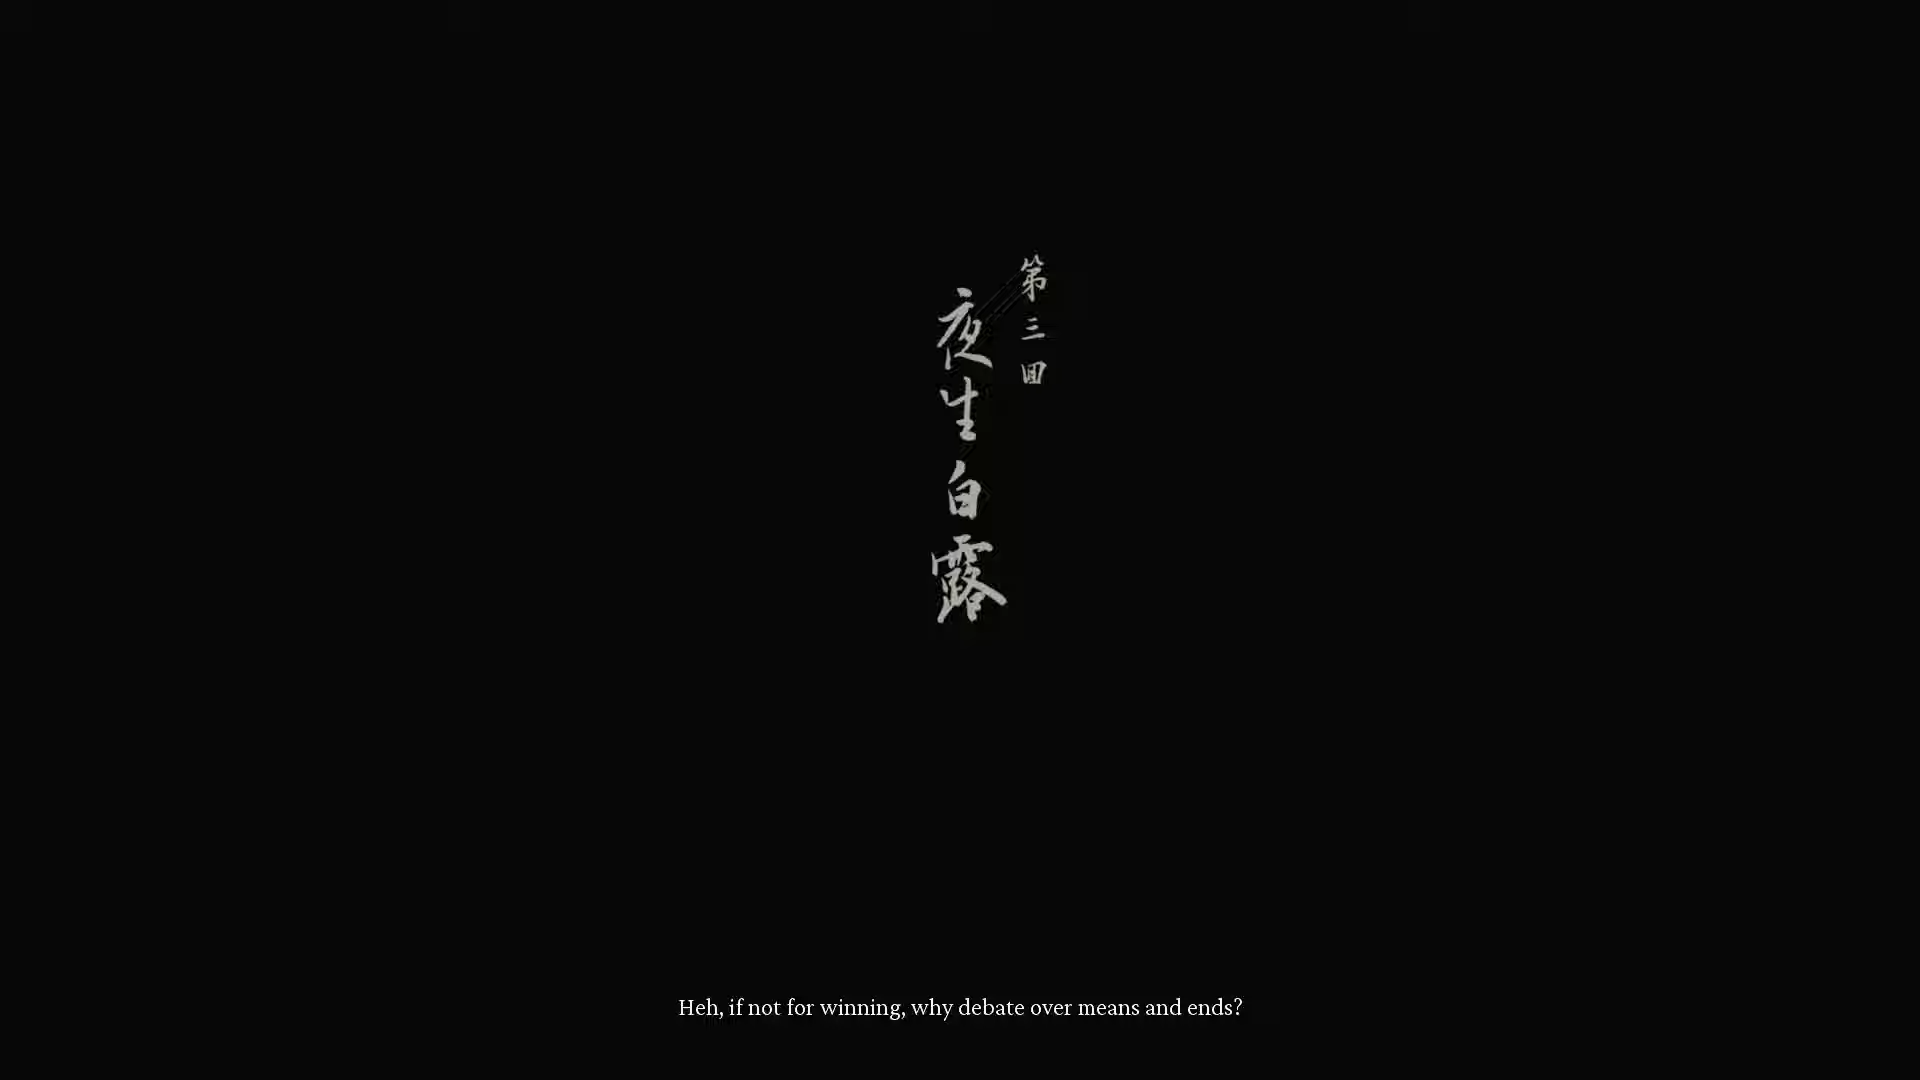 第三回
夜生白露
Heh, if not for winning, why debate over means and ends?